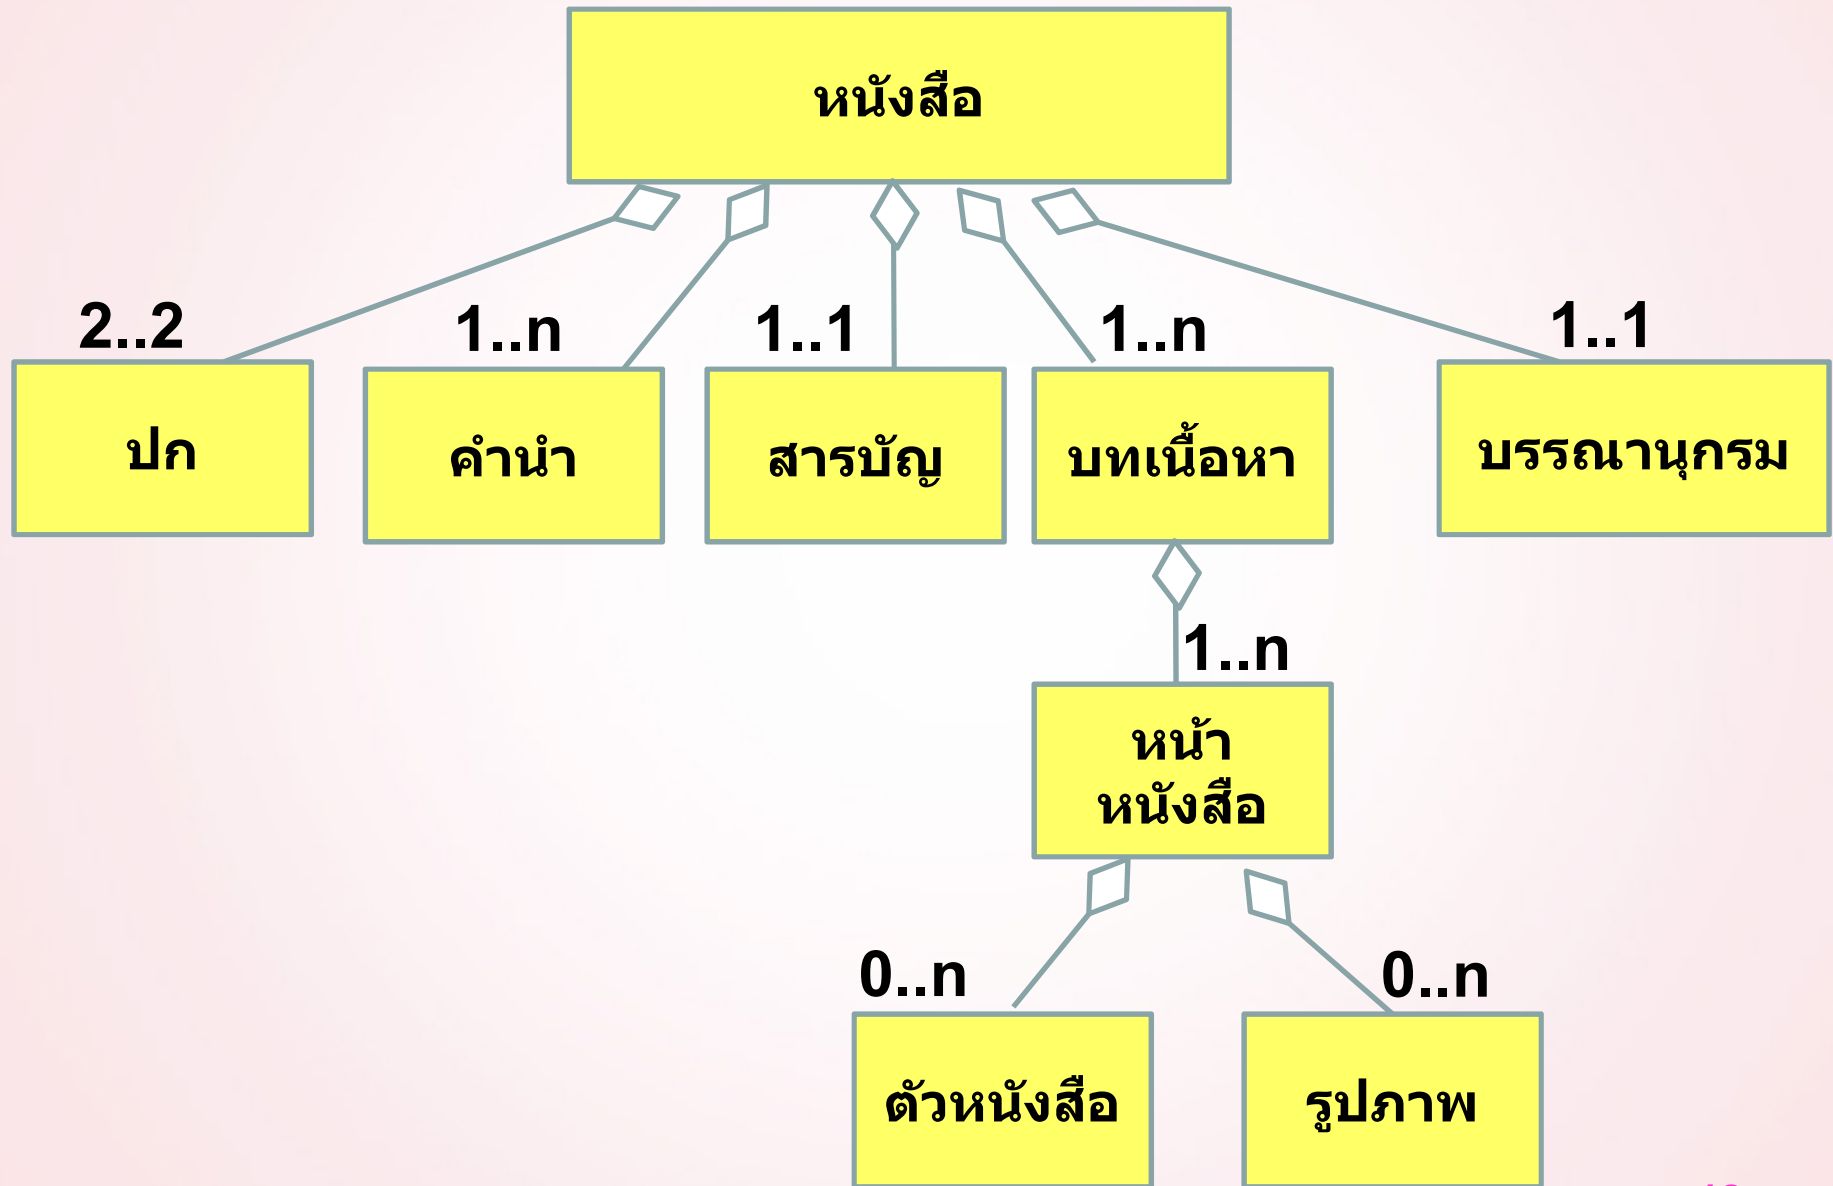 หนังสือ
2..2
1..n
1..1
1..n
1..1
ปก
คำนำ
สารบัญ
บทเนื้อหา
บรรณานุกรม
1..n
หน้า
หนังสือ
0..n
0..n
ตัวหนังสือ
รูปภาพ